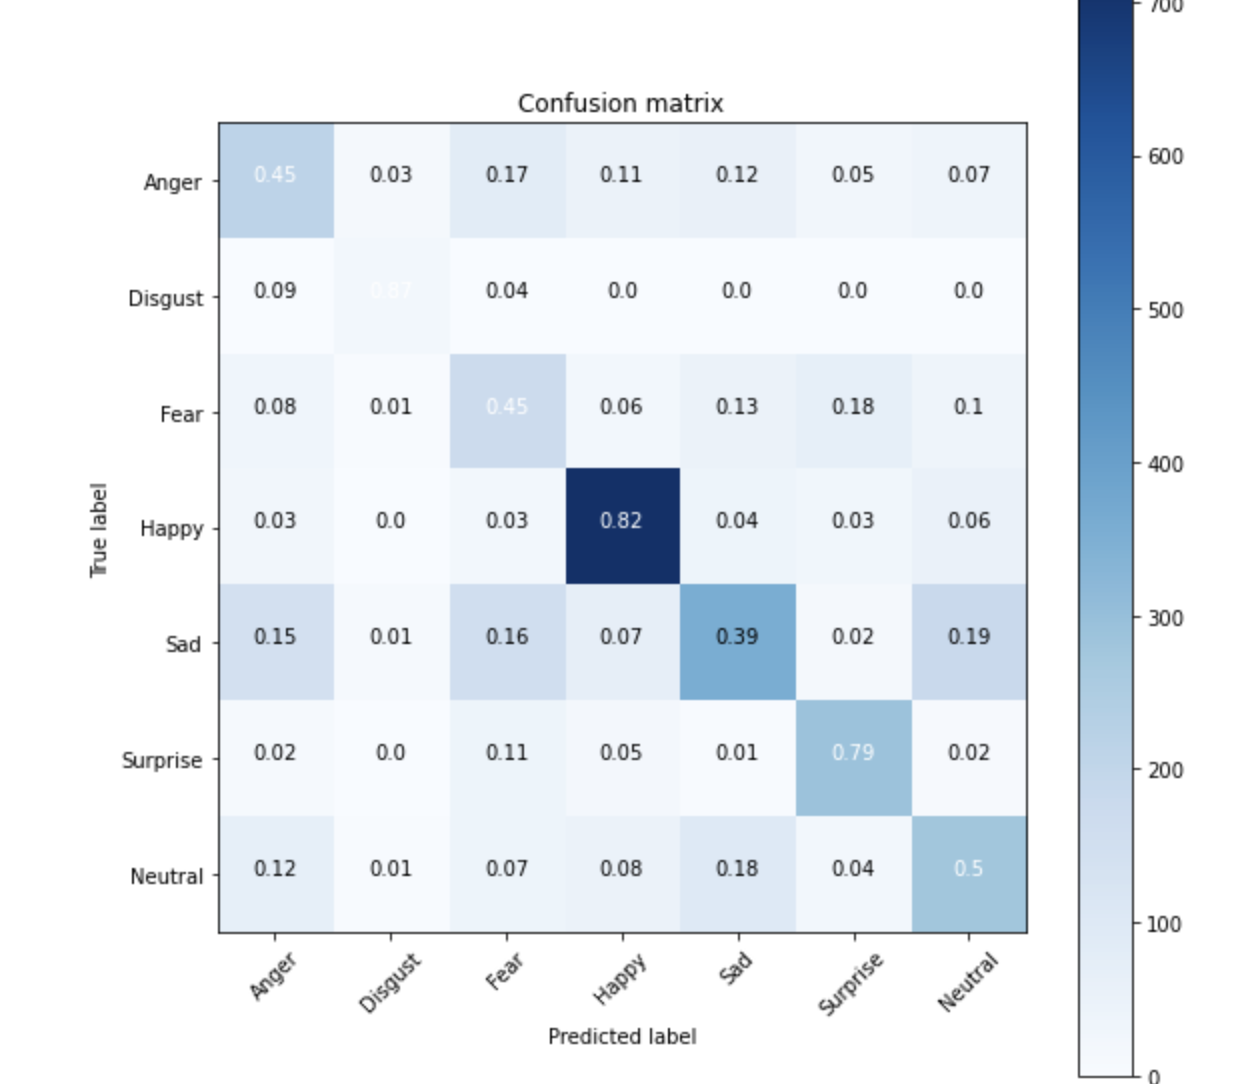 700
Confusion matrix
Anger 0.45 0.03 0.17 0.11 0.12 0.05 0.07
600
Disgust 0.09 0.87 0.04 0.0 0.0 0.0 0.0
500
Fear 0.08 0.01 0.45 0.06 0.13 0.18 0.1
400
True label
Happy 0.03 0.0 0.03 0.82 0.04 0.03 0.06
300
Sad 0.15 0.01 0.16 0.07 0.39 0.02 0.19
200
Surprise 0.02 0.0 0.11 0.05 0.01 0.79 0.02
Neutral 0.12 0.01 0.07 0.08 0.18 0.04 0.5
100
Anger Disgust Fear Happy Sad Surprise Neutral
Predicted label
0